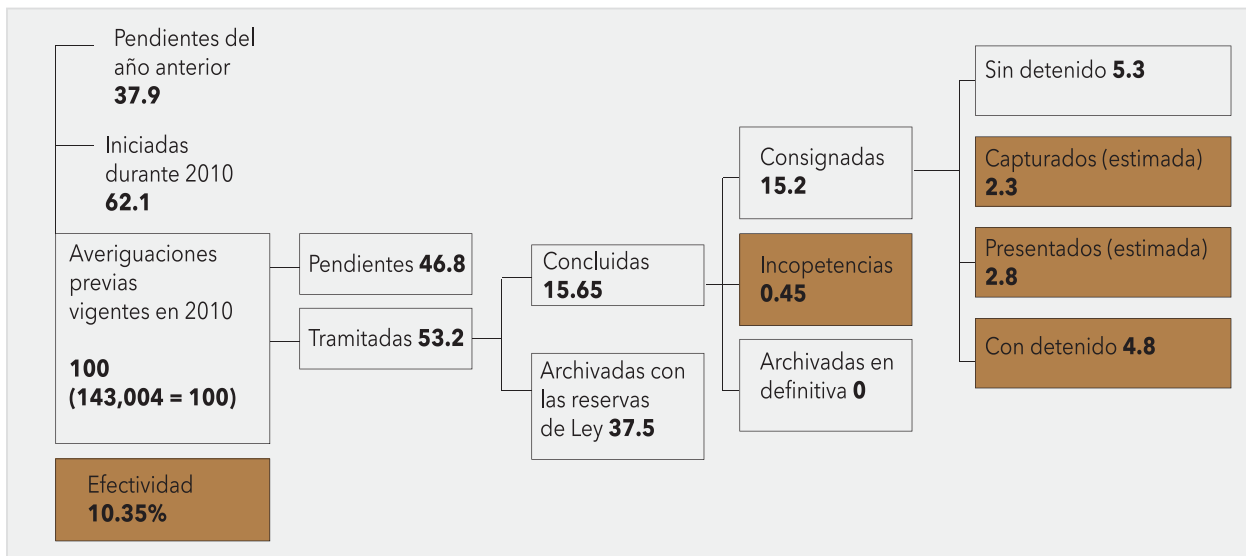 Pendientes del
año anterior
37.9
Iniciadas
durante 2010
62.1
Averiguaciones
previas
vigentes en 2010
100
(143,004 = 100)
Efectividad
10.35%
Pendientes 46.8
Tramitadas 53.2
Concluidas
15.65
Archivadas con
las reservas
de Ley 37.5
Consignadas
15.2
Incopetencias
0.45
Archivadas en
definitiva 0
Sin detenido 5.3
Capturados (estimada)
2.3
Presentados (estimada)
2.8
Con detenido 4.8